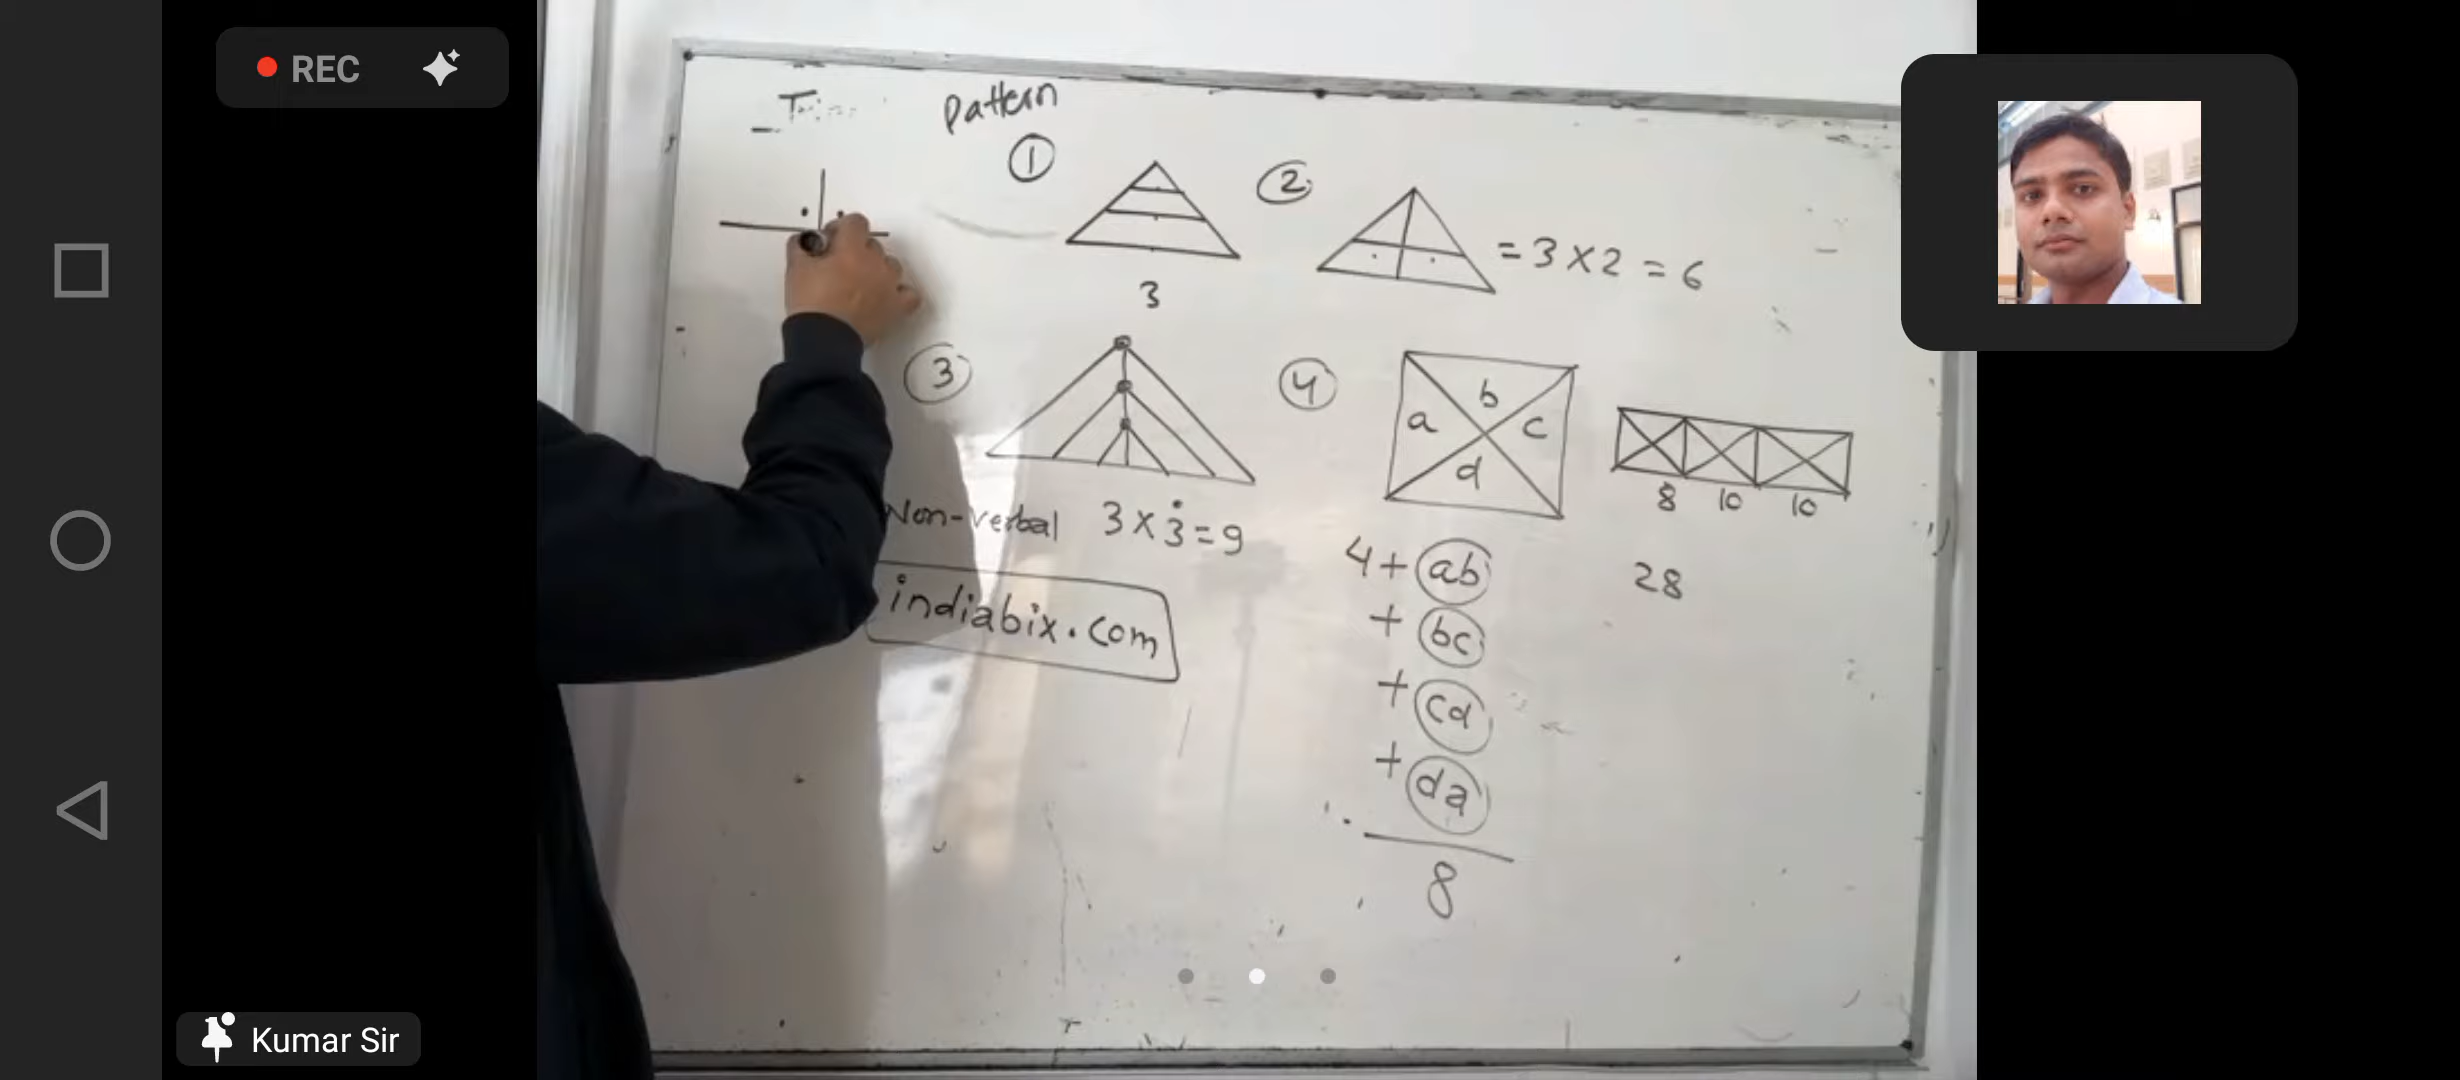 REC
Pattern
①
②
3
= 3 × 2 = 6
③
④
a
b
c
d
8 10 10
Non-verbal 3 × 3 = 9
4 + ab
28
indiabix.com
+ bc
+ cd
+ da
8
Kumar Sir